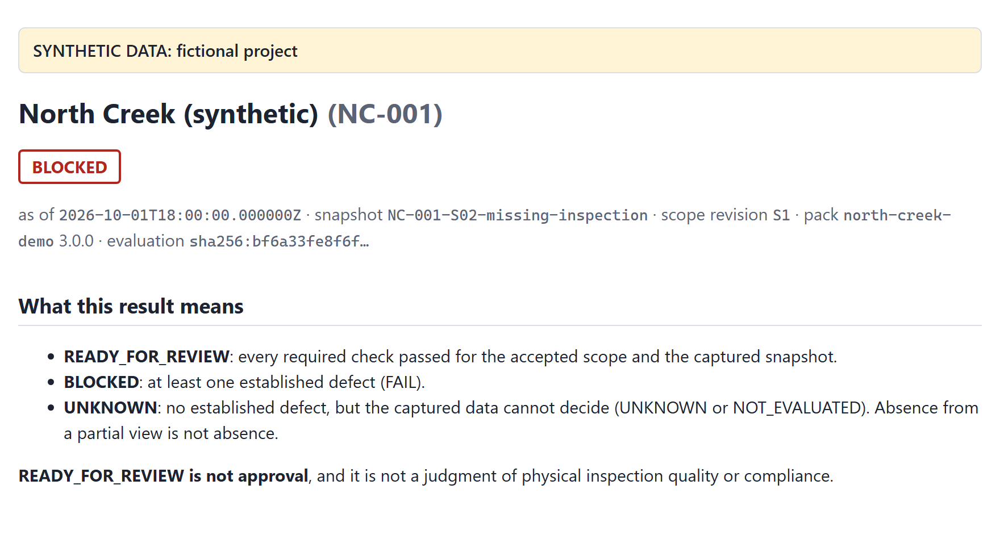 SYNTHETIC DATA: fictional project
North Creek (synthetic) (NC-001)
BLOCKED
as of 2026-10-01T18:00:00.000000Z · snapshot NC-001-S02-missing-inspection · scope revision S1 · pack north-creek-
demo 3.0.0 · evaluation sha256:bf6a33fe8f6f…
What this result means
• READY_FOR_REVIEW: every required check passed for the accepted scope and the captured snapshot.
• BLOCKED: at least one established defect (FAIL).
• UNKNOWN: no established defect, but the captured data cannot decide (UNKNOWN or NOT_EVALUATED). Absence from
a partial view is not absence.
READY_FOR_REVIEW is not approval, and it is not a judgment of physical inspection quality or compliance.